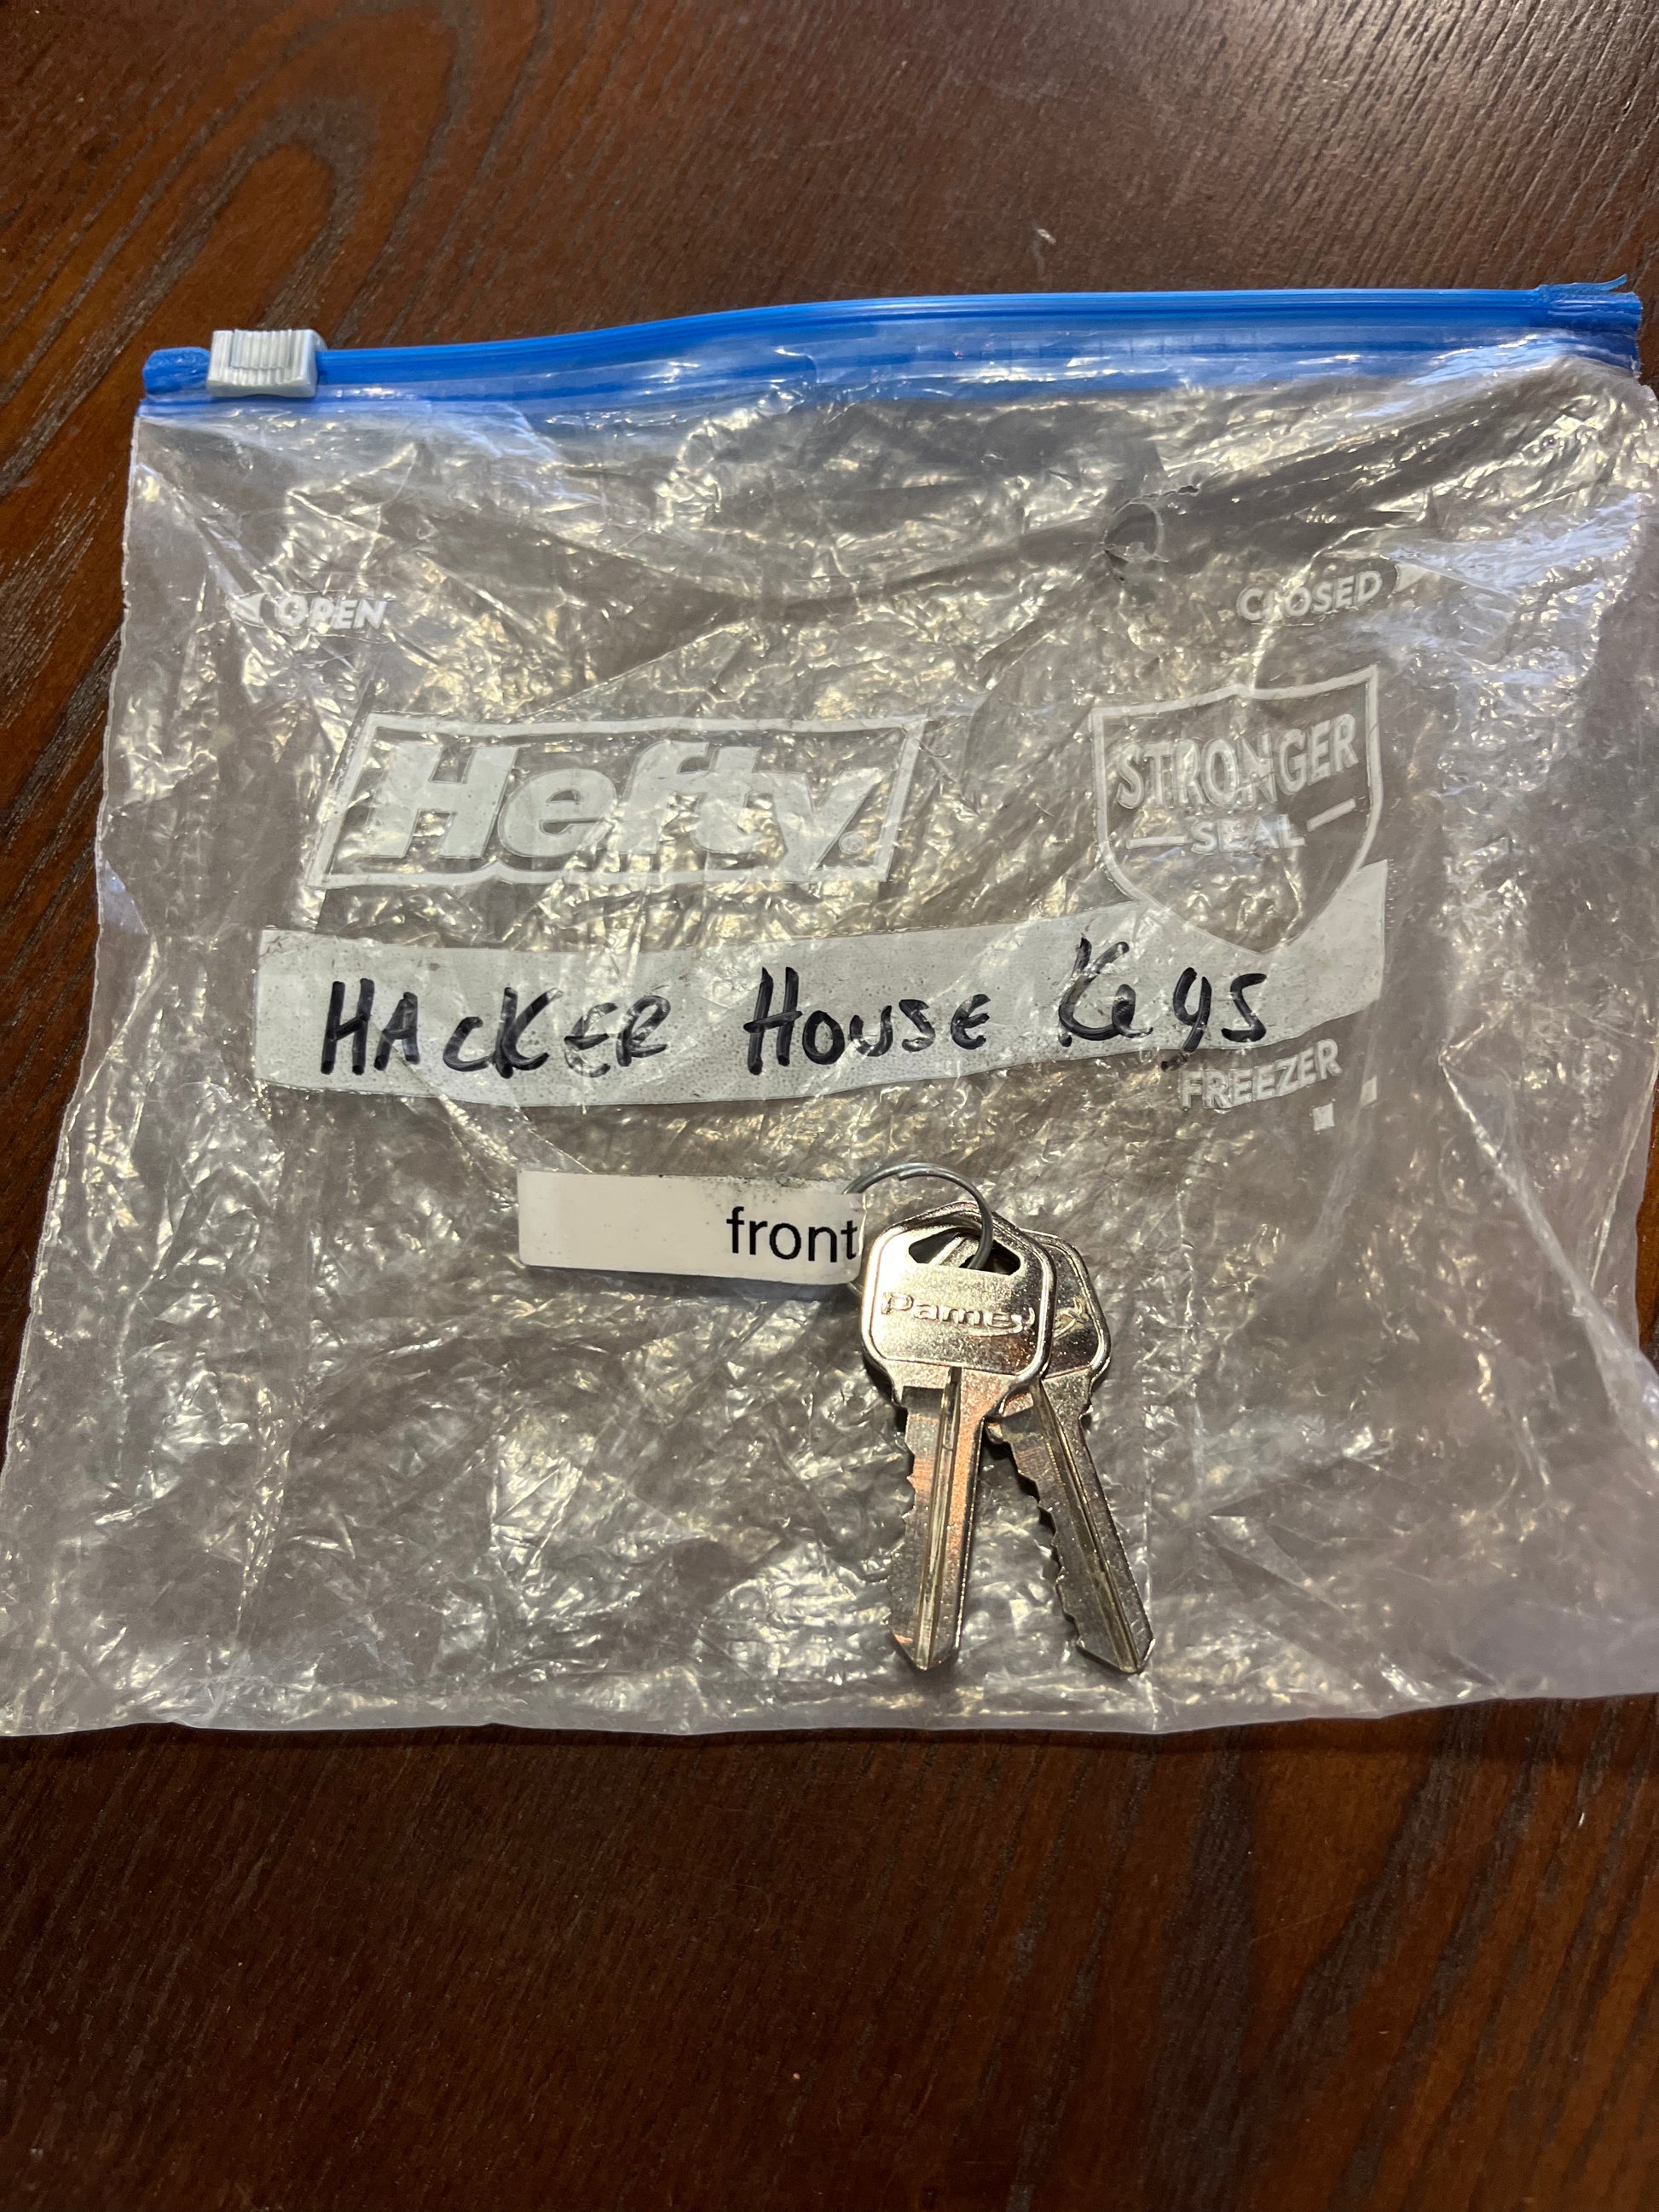 OPEN
CLOSED
Hefty®
STRONGER
SEAL
HACKER HOUSE KeyS
FREEZER
front